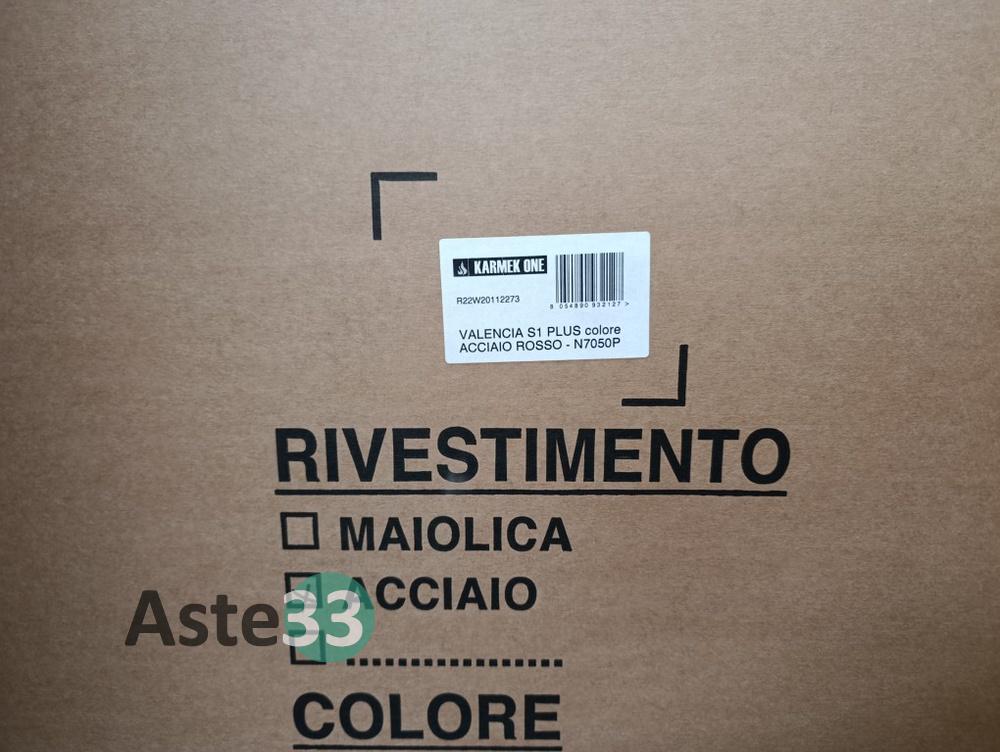 KARMEK ONE
R22W20112273
8 054890 932127 >
VALENCIA S1 PLUS colore
ACCIAIO ROSSO - N7050P
RIVESTIMENTO
MAIOLICA
ACCIAIO
Aste33
....................
COLORE